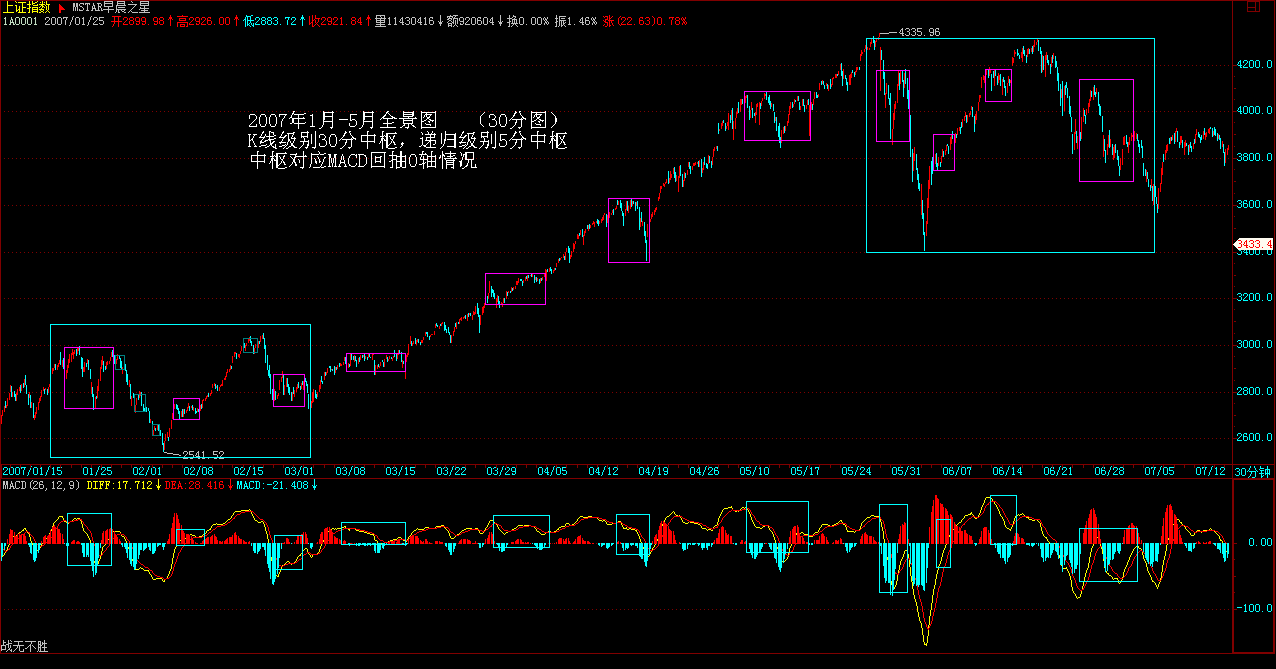 上证指数 MSTAR早晨之星
1A0001 2007/01/25 开2899.98↑高2926.00↑低2883.72↑收2921.84↑量11430416↓额920604↓换0.00% 振1.46% 涨(22.83)0.78%
4335.96
2007年1月-5月全景图 (30分图)
K线级别30分中枢，递归级别5分中枢
中枢对应MACD回抽0轴情况
4200.0
4000.0
3800.0
3600.0
3433.4
3400.0
3200.0
3000.0
2800.0
2600.0
2541.52
2007/01/15 01/25 02/01 02/08 02/15 03/01 03/08 03/15 03/22 03/29 04/05 04/12 04/19 04/26 05/10 05/17 05/24 05/31 06/07 06/14 06/21 06/28 07/05 07/12 30分钟
MACD(26,12,9) DIFF:17.712↓ DEA:28.416↓ MACD:-21.408↓
0.00
-100.0
战无不胜